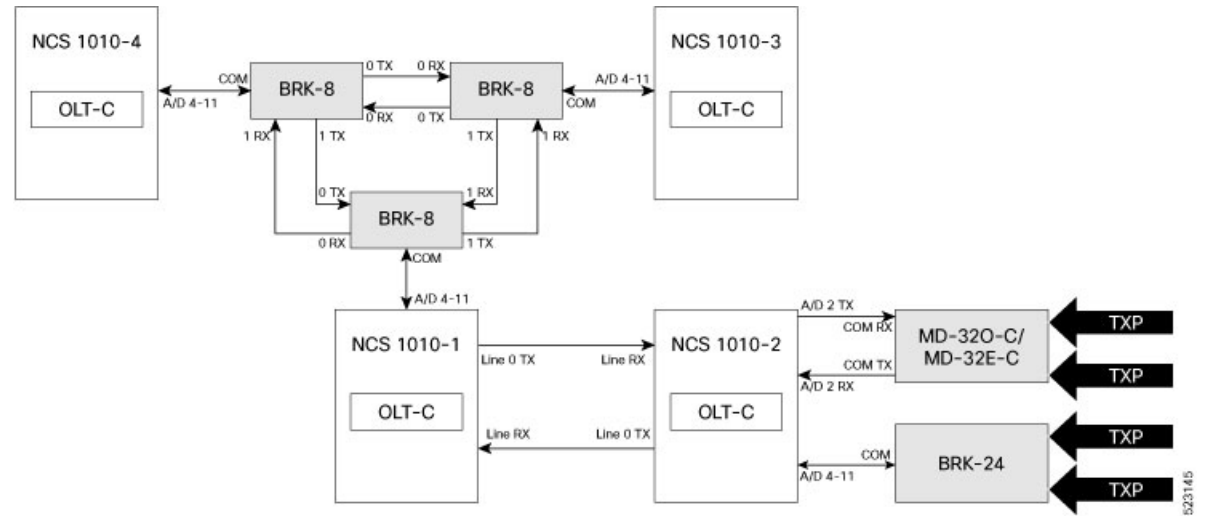 NCS 1010-4
OLT-C
A/D 4-11
COM
BRK-8
0 TX
0 RX
BRK-8
A/D 4-11
COM
NCS 1010-3
OLT-C
0 RX
0 TX
1 RX
1 TX
1 TX
1 RX
0 TX
1 RX
BRK-8
0 RX
1 TX
COM
A/D 4-11
NCS 1010-1
OLT-C
Line 0 TX
Line RX
Line RX
Line 0 TX
NCS 1010-2
OLT-C
A/D 2 TX
COM RX
COM TX
A/D 2 RX
MD-32O-C/
MD-32E-C
TXP
TXP
COM
A/D 4-11
BRK-24
TXP
TXP
523145